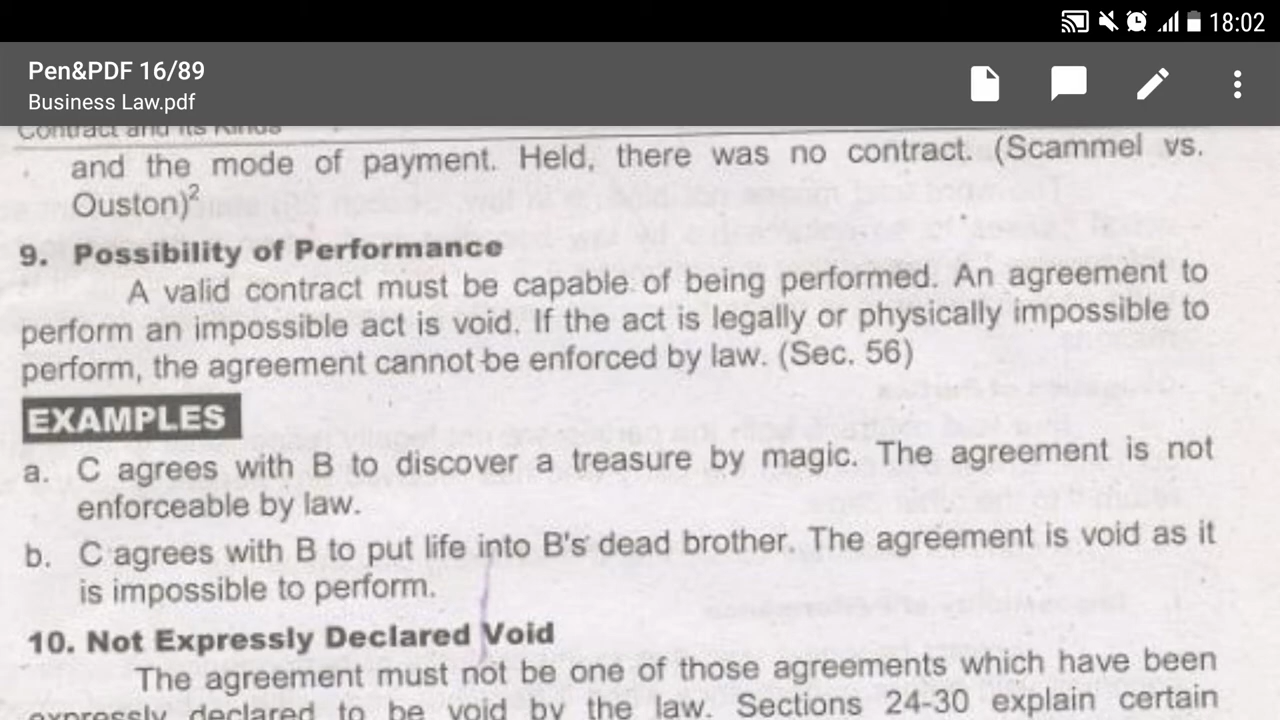 18:02
Pen&PDF 16/89
Business Law.pdf
Contract and its Kinds
and the mode of payment. Held, there was no contract. (Scammel vs.
Ouston)2
9. Possibility of Performance
A valid contract must be capable of being performed. An agreement to
perform an impossible act is void. If the act is legally or physically impossible to
perform, the agreement cannot be enforced by law. (Sec. 56)
EXAMPLES
a. C agrees with B to discover a treasure by magic. The agreement is not
enforceable by law.
b. C agrees with B to put life into B's dead brother. The agreement is void as it
is impossible to perform.
10. Not Expressly Declared Void
The agreement must not be one of those agreements which have been
expressly declared to be void by the law. Sections 24-30 explain certain